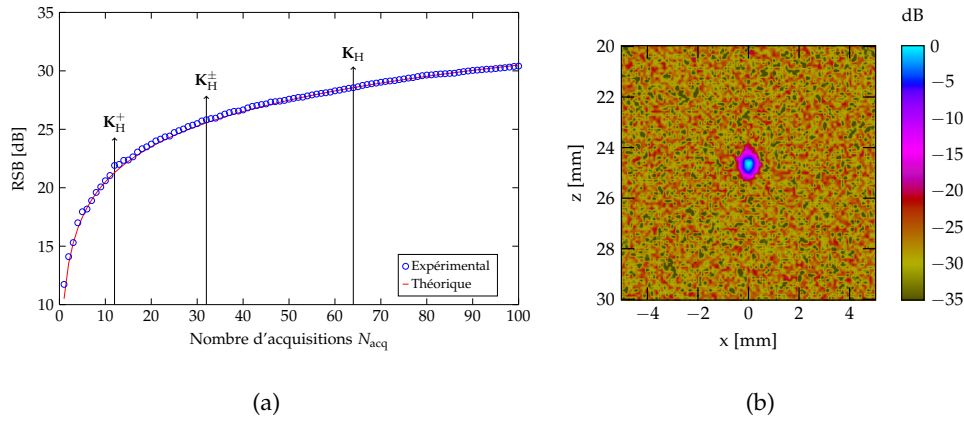 35
30
25
20
15
10
RSB [dB]
K_H^+
K_H^±
K_H
Expérimental
Théorique
0 10 20 30 40 50 60 70 80 90 100
Nombre d'acquisitions N_acq
(a)
dB
20
22
24
26
28
30
z [mm]
−4 −2 0 2 4
x [mm]
0
−5
−10
−15
−20
−25
−30
−35
(b)